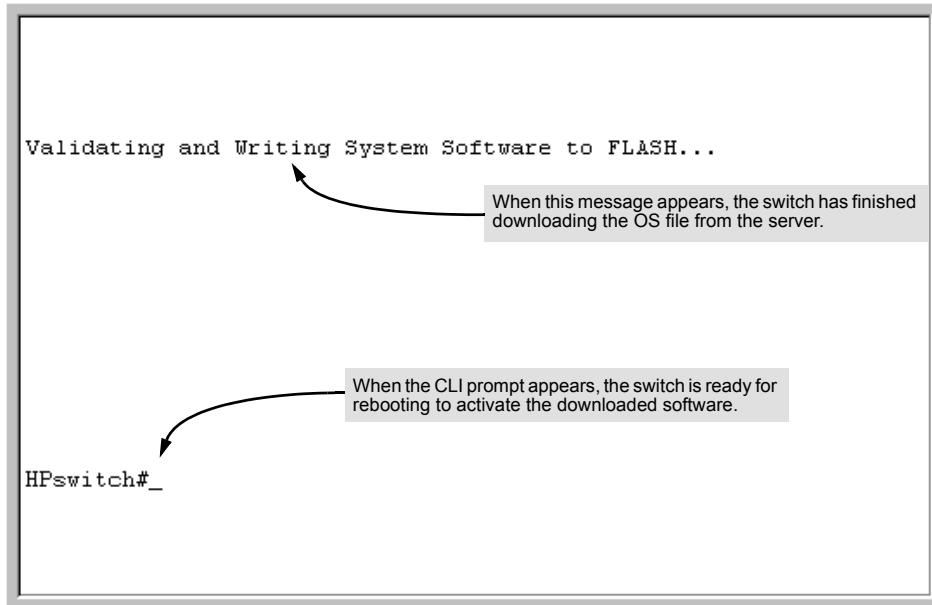 Validating and Writing System Software to FLASH...
When this message appears, the switch has finished
downloading the OS file from the server.
When the CLI prompt appears, the switch is ready for
rebooting to activate the downloaded software.
HPswitch#_